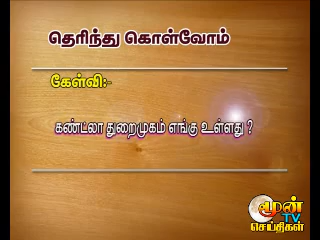 தெரிந்து கொள்வோம்
கேள்வி:-
கண்ட்லா துறைமுகம் எங்கு உள்ளது ?
மூன்
TV
செய்திகள்